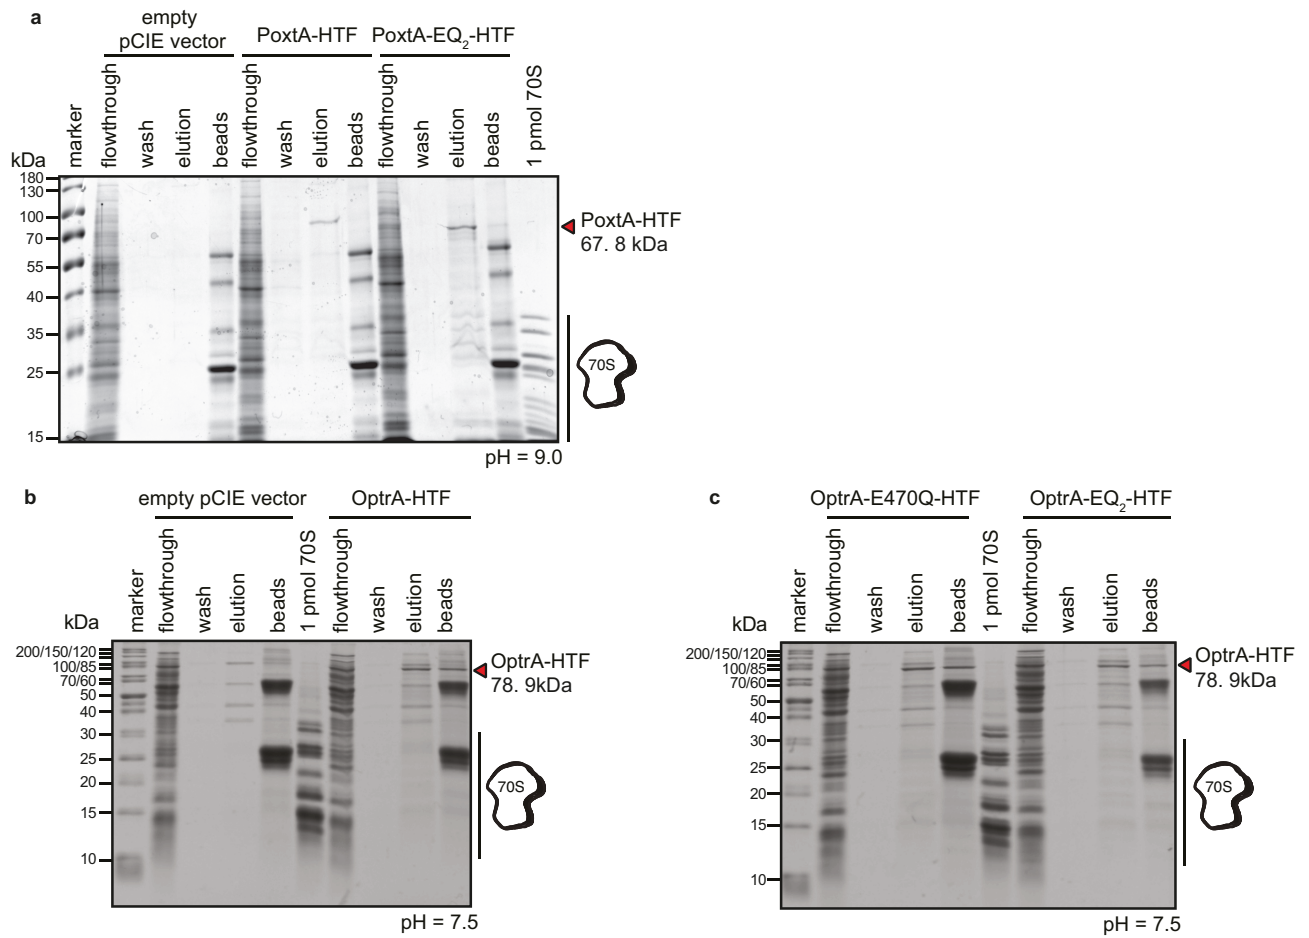 a
empty
pCIE vector
PoxtA-HTF
PoxtA-EQ2-HTF
marker
flowthrough
wash
elution
beads
flowthrough
wash
elution
beads
flowthrough
wash
elution
beads
1 pmol 70S
kDa
180
130
100
70
55
40
35
25
15
PoxtA-HTF
67. 8 kDa
70S
pH = 9.0
b
empty pCIE vector
OptrA-HTF
marker
flowthrough
wash
elution
beads
1 pmol 70S
flowthrough
wash
elution
beads
kDa
200/150/120
100/85
70/60
50
40
30
25
20
15
10
OptrA-HTF
78. 9kDa
70S
pH = 7.5
c
OptrA-E470Q-HTF
OptrA-EQ2-HTF
marker
flowthrough
wash
elution
beads
1 pmol 70S
flowthrough
wash
elution
beads
kDa
200/150/120
100/85
70/60
50
40
30
25
20
15
10
OptrA-HTF
78. 9kDa
70S
pH = 7.5